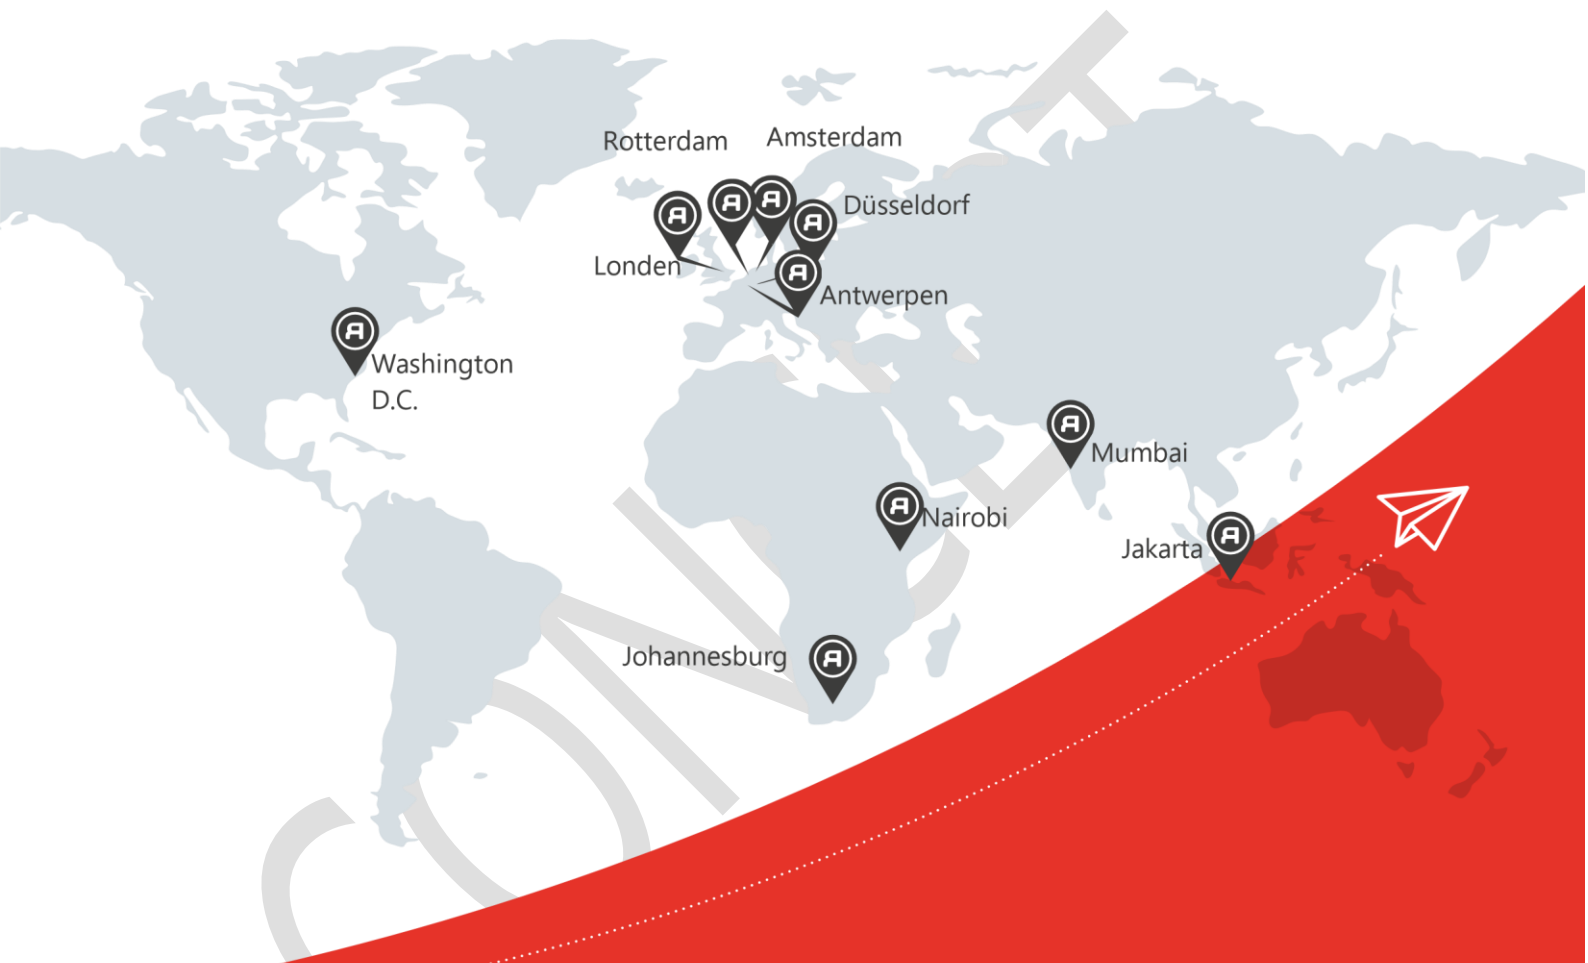 Rotterdam
Amsterdam
Düsseldorf
Londen
Antwerpen
Washington
D.C.
Mumbai
Nairobi
Jakarta
Johannesburg